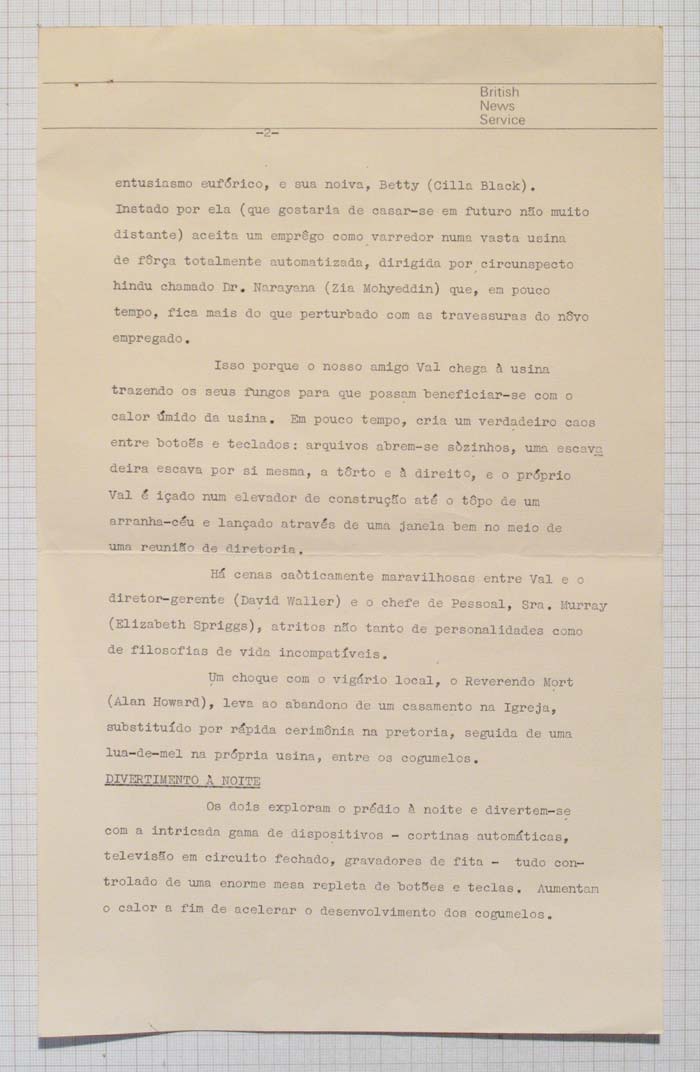 British
News
Service
-2-
entusiasmo eufórico, e sua noiva, Betty (Cilla Black).
Instado por ela (que gostaria de casar-se em futuro não muito
distante) aceita um emprêgo como varredor numa vasta usina
de fôrça totalmente automatizada, dirigida por circunspecto
hindu chamado Dr. Narayana (Zia Mohyeddin) que, em pouco
tempo, fica mais do que perturbado com as travessuras do nôvo
empregado.
Isso porque o nosso amigo Val chega à usina
trazendo os seus fungos para que possam beneficiar-se com o
calor úmido da usina. Em pouco tempo, cria um verdadeiro caos
entre botoẽs e teclados: arquivos abrem-se sòzinhos, uma escava
deira escava por si mesma, a tôrto e à direito, e o próprio
Val é içado num elevador de construção até o tôpo de um
arranha-céu e lançado através de uma janela bem no meio de
uma reunião de diretoria.
Há cenas caòticamente maravilhosas entre Val e o
diretor-gerente (David Waller) e o chefe de Pessoal, Sra. Murray
(Elizabeth Spriggs), atritos não tanto de personalidades como
de filosofias de vida incompatíveis.
Um choque com o vigário local, o Reverendo Mort
(Alan Howard), leva ao abandono de um casamento na Igreja,
substituído por rápida cerimônia na pretoria, seguida de uma
lua-de-mel na própria usina, entre os cogumelos.
DIVERTIMENTO À NOITE
Os dois exploram o prédio à noite e divertem-se
com a intricada gama de dispositivos - cortinas automáticas,
televisão em circuito fechado, gravadores de fita - tudo con-
trolado de uma enorme mesa repleta de botões e teclas. Aumentam
o calor a fim de acelerar o desenvolvimento dos cogumelos.